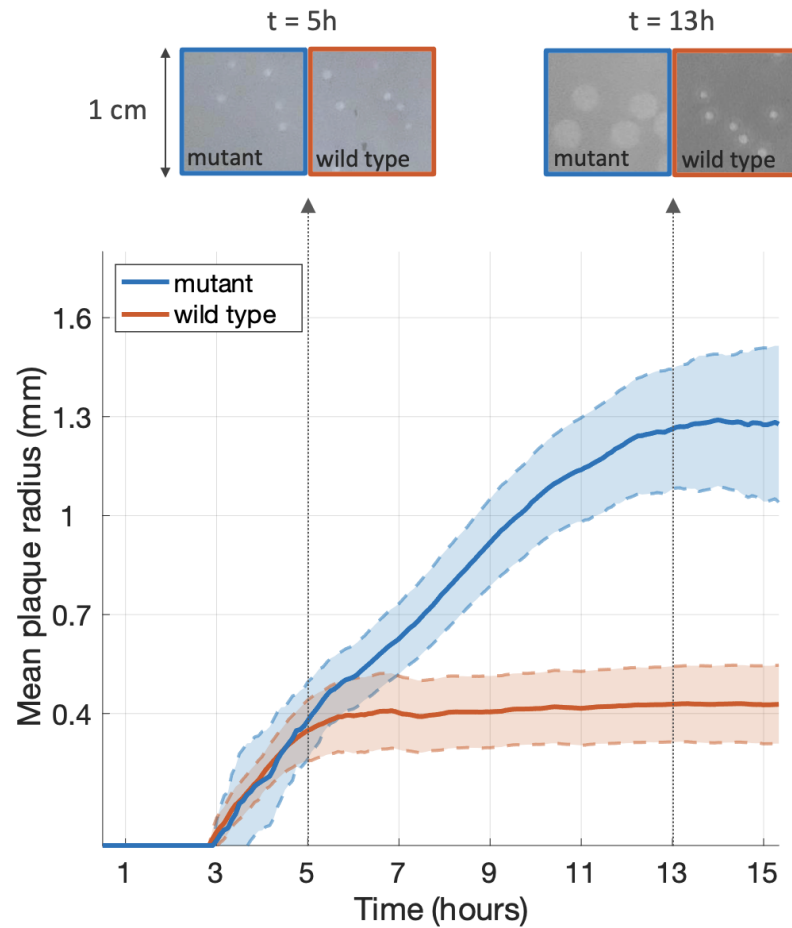 t = 5h
t = 13h
1 cm
mutant
wild type
mutant
wild type
mutant
wild type
Mean plaque radius (mm)
1.6
1.3
1
0.7
0.4
1
3
5
7
9
11
13
15
Time (hours)